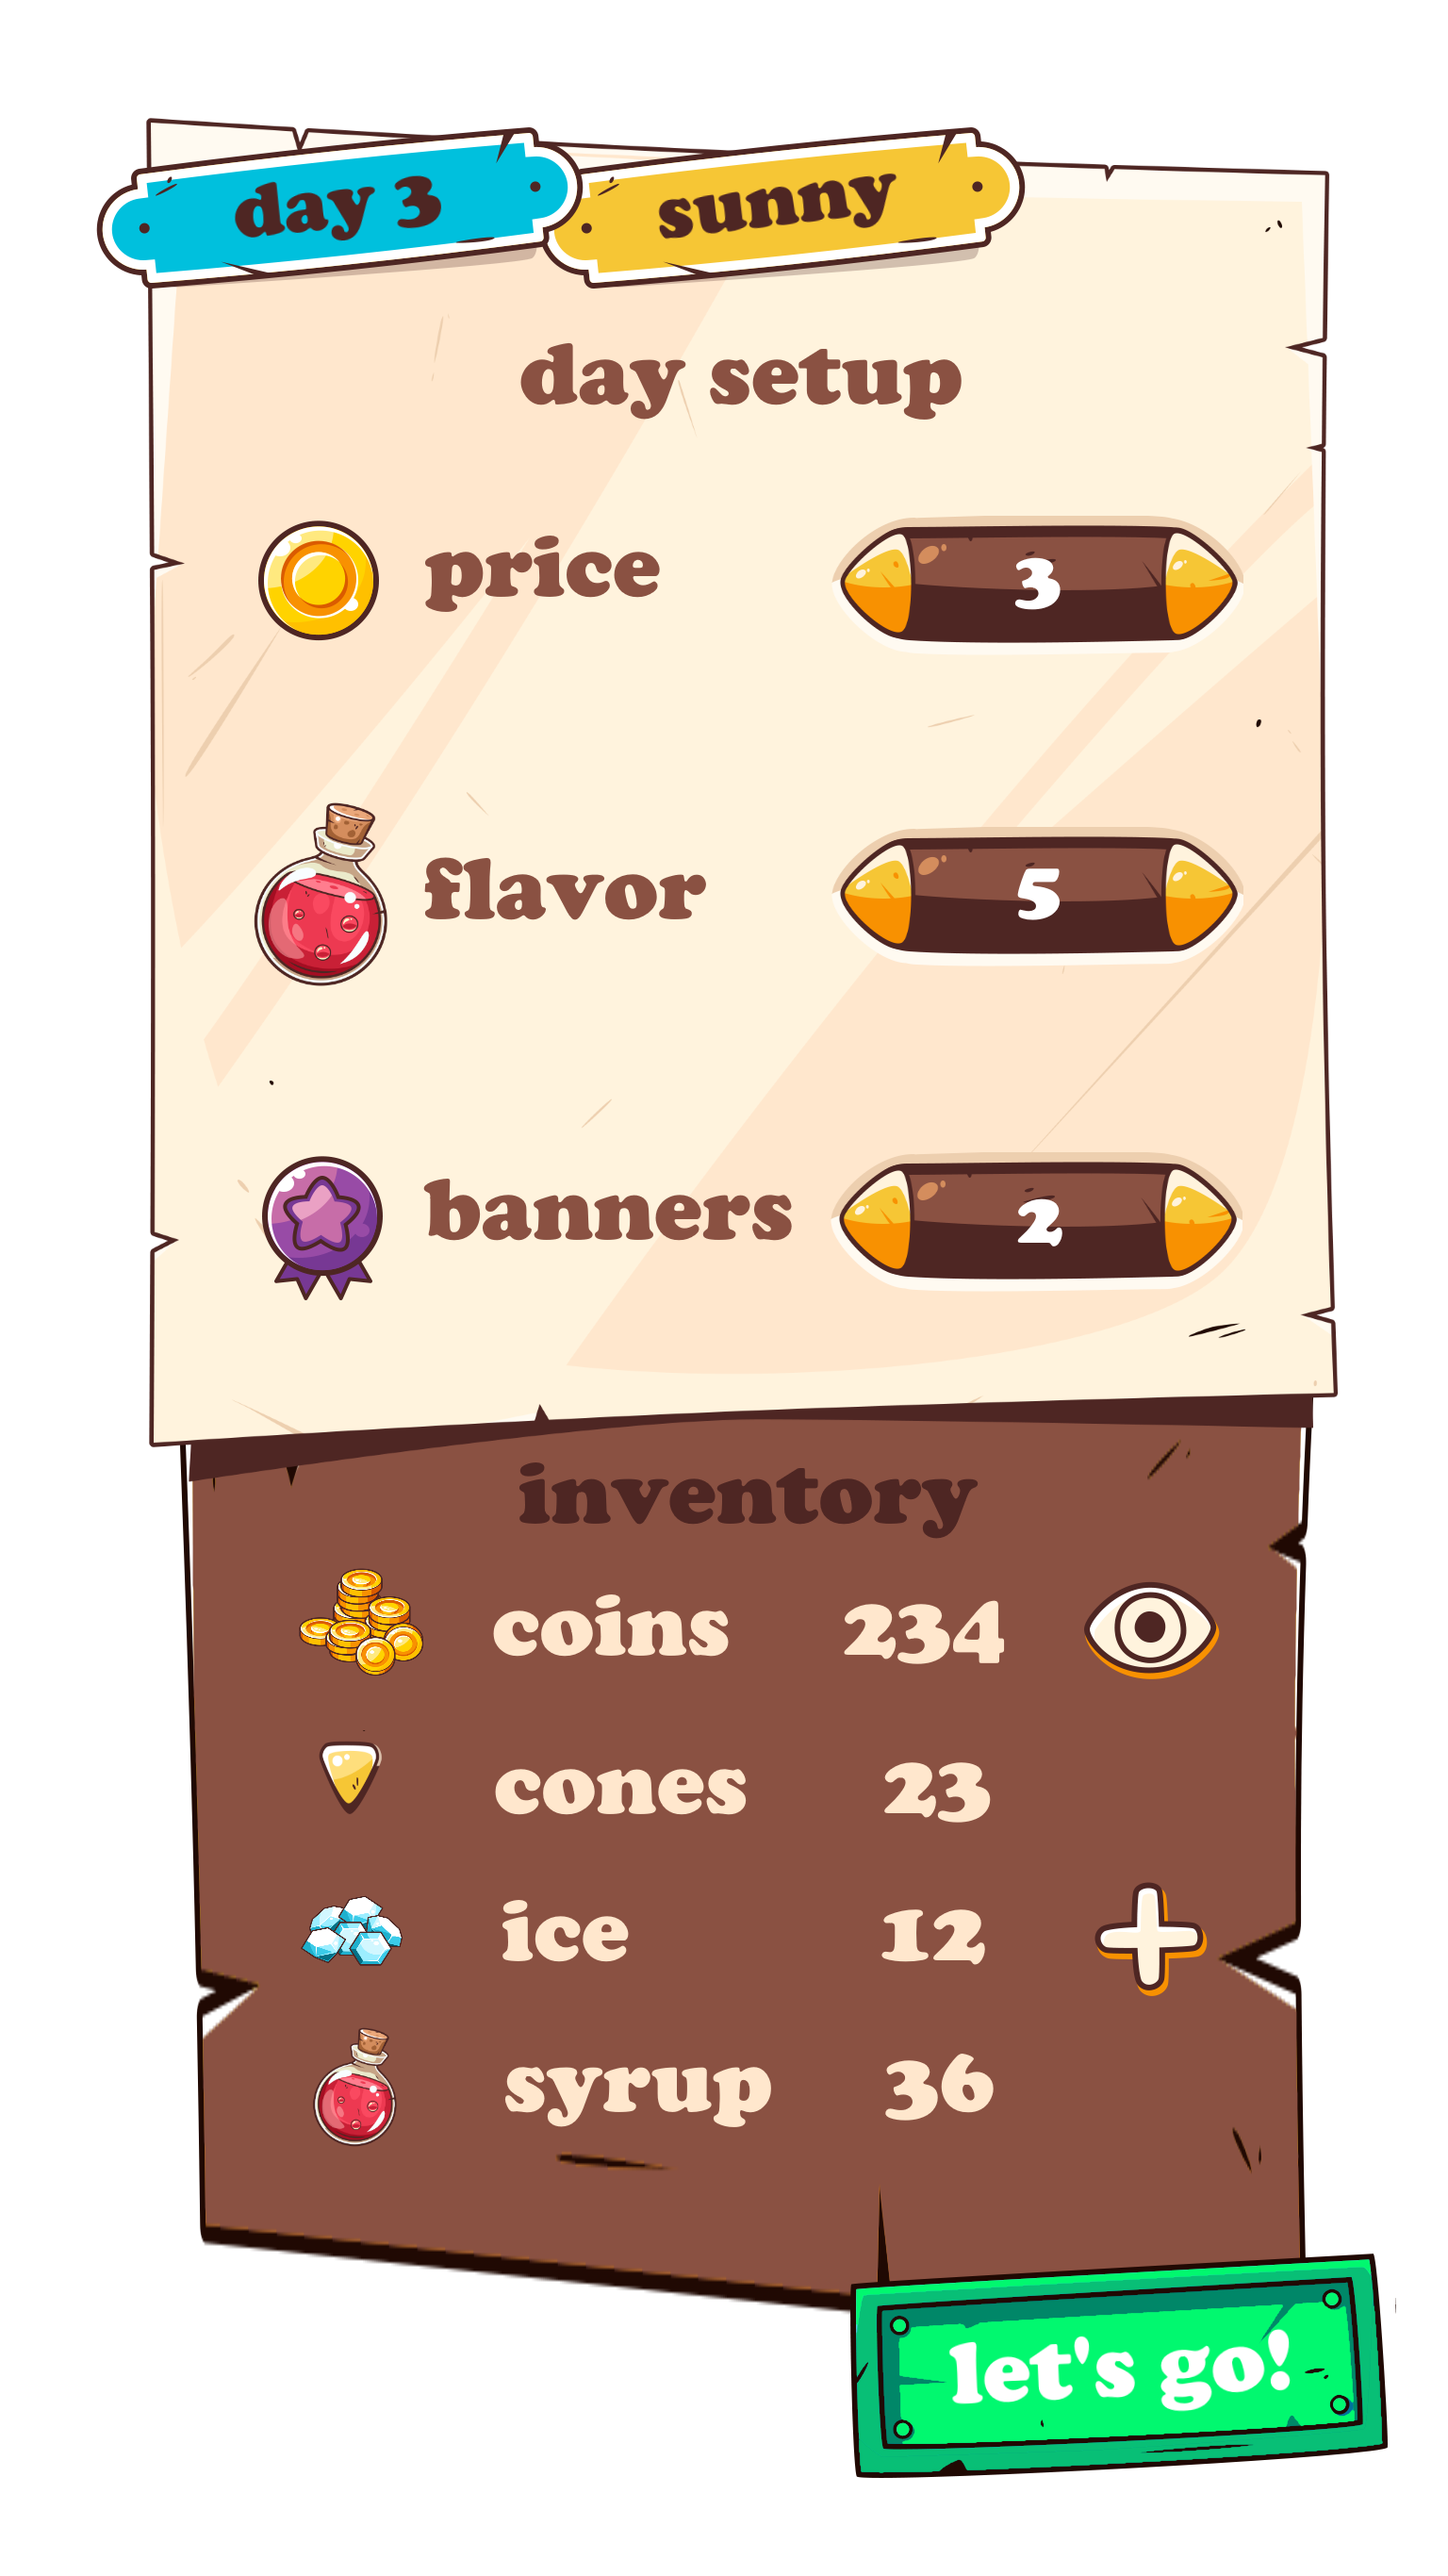 day 3 sunny
day setup
price 3
flavor 5
banners 2
inventory
coins 234
cones 23
ice 12
syrup 36
let's go!